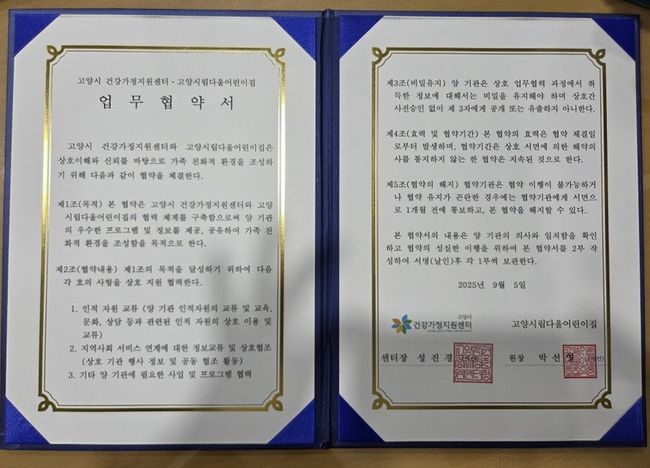 고양시 건강가정지원센터 · 고양시립다울어린이집
업 무 협 약 서
고양시 건강가정지원센터와 고양시립다울어린이집은
상호이해와 신뢰를 바탕으로 가족 친화적 환경을 조성하
기 위해 다음과 같이 협약을 체결한다.
제1조(목적) 본 협약은 고양시 건강가정지원센터와 고양
시립다울어린이집의 협력 체계를 구축함으로써 양 기관
의 우수한 프로그램 및 정보를 제공, 공유하여 가족 친
화적 환경을 조성함을 목적으로 한다.
제2조(협약내용) 제1조의 목적을 달성하기 위하여 다음
각 호의 사항을 상호 지원 협력한다.
1. 인적 자원 교류 (양 기관 인적자원의 교류 및 교육,
문화, 상담 등과 관련된 인적 자원의 상호 이용 및
교류)
2. 지역사회 서비스 연계에 대한 정보교류 및 상호협조
(상호 기관 행사 정보 및 공동 협조 활동)
3. 기타 양 기관에 필요한 사업 및 프로그램 협력
제3조(비밀유지) 양 기관은 상호 업무협력 과정에서 취
득한 정보에 대해서는 비밀을 유지해야 하며 상호간
사전승인 없이 제 3자에게 공개 또는 유출하지 아니한다.
제4조(효력 및 협약기간) 본 협약의 효력은 협약 체결일
로부터 발생하며, 협약기간은 상호 서면에 의한 해약의
사를 통지하지 않는 한 협약은 지속된 것으로 한다.
제5조(협약의 해지) 협약기관은 협약 이행이 불가능하거
나 협약 유지가 곤란한 경우에는 협약기관에게 서면으
로 1개월 전에 통보하고, 본 협약을 해지할 수 있다.
본 협약서의 내용은 양 기관의 의사와 일치함을 확인
하고 협약의 성실한 이행을 위하여 본 협약서를 2부 작
성하여 서명(날인)후 각 1부씩 보관한다.
2025년 9월 5일
고양시
건강가정지원센터 고양시립다울어린이집
센터장 성진경 원장 박선영